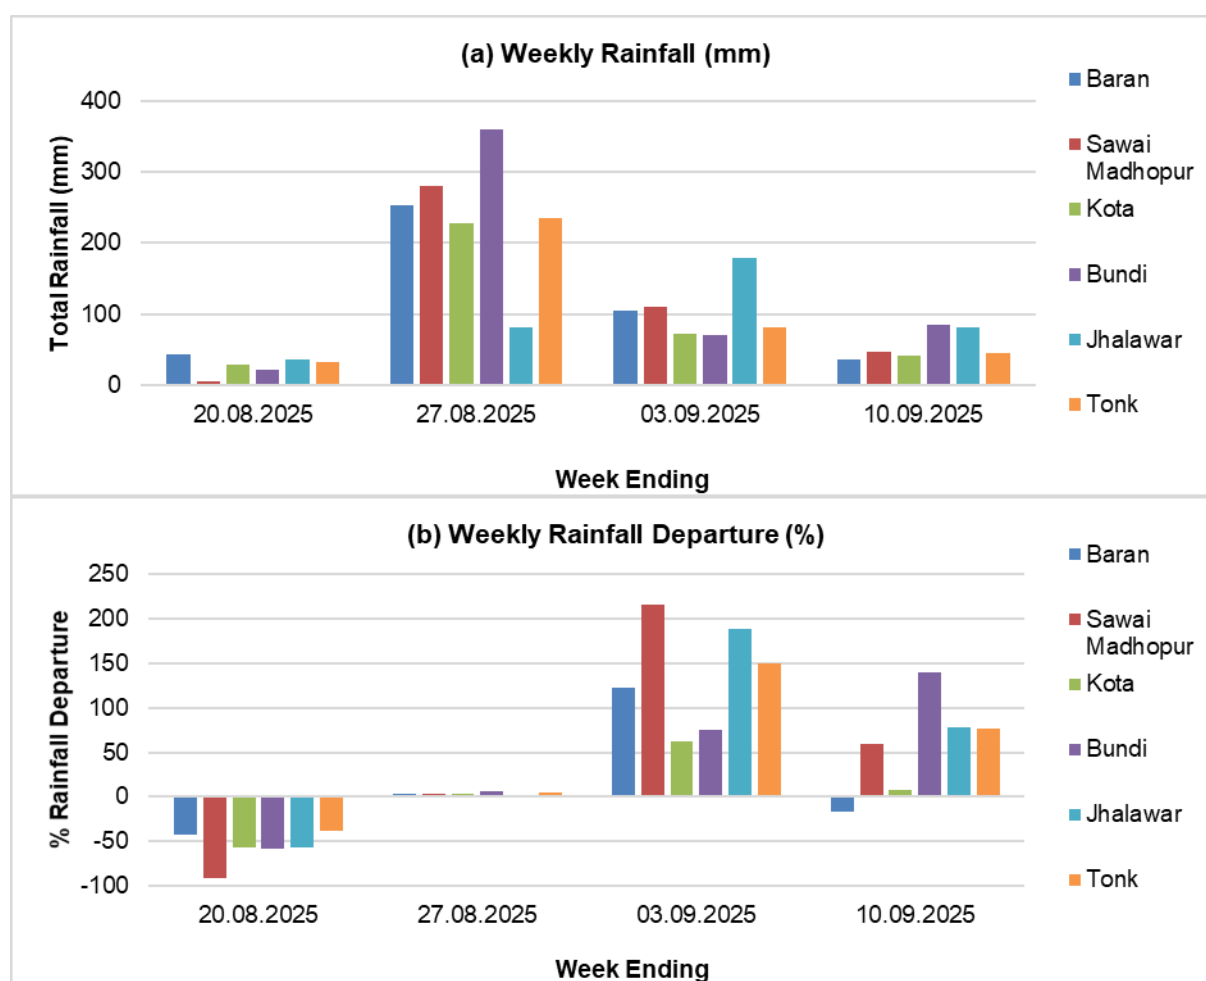 (a) Weekly Rainfall (mm)
Total Rainfall (mm)
400
300
200
100
0
20.08.2025 27.08.2025 03.09.2025 10.09.2025
Week Ending
Baran
Sawai
Madhopur
Kota
Bundi
Jhalawar
Tonk
(b) Weekly Rainfall Departure (%)
% Rainfall Departure
250
200
150
100
50
0
-50
-100
20.08.2025 27.08.2025 03.09.2025 10.09.2025
Week Ending
Baran
Sawai
Madhopur
Kota
Bundi
Jhalawar
Tonk